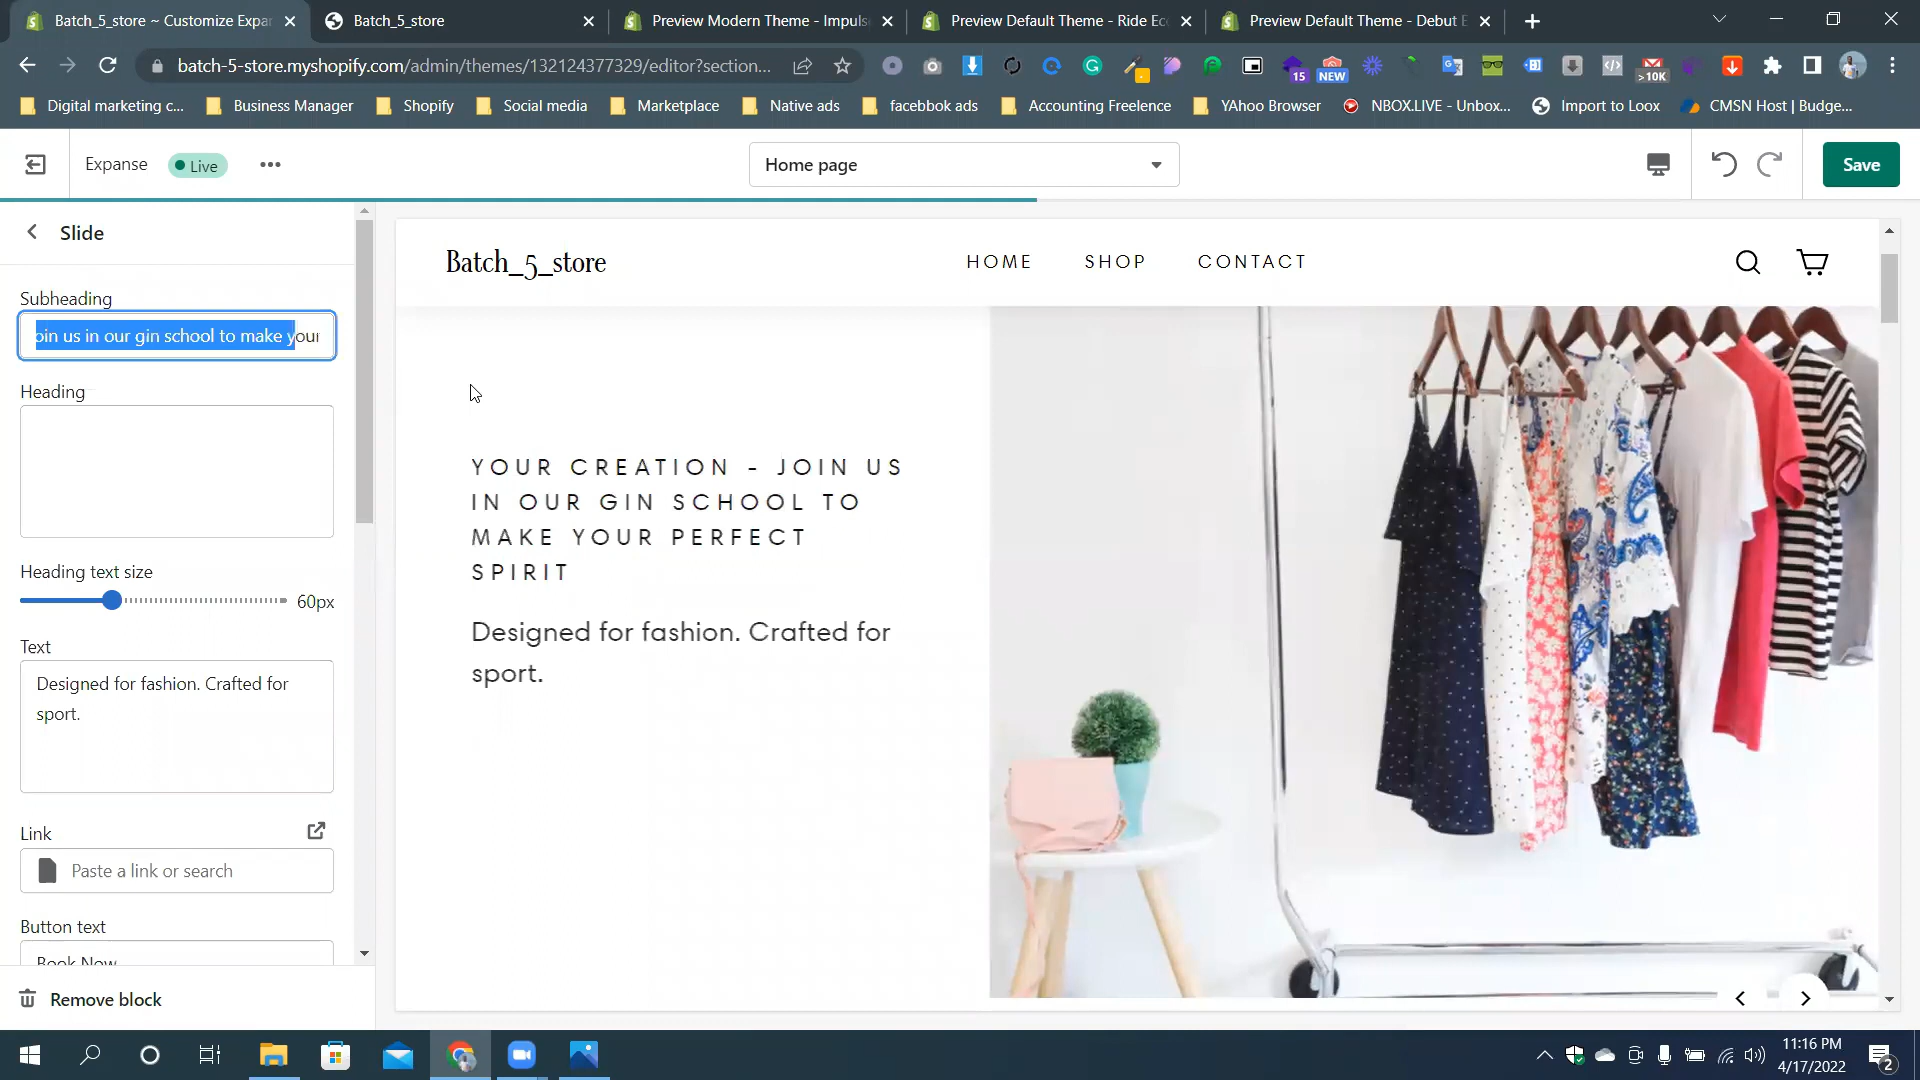 Batch_5_store ~ Customize Expan
Batch_5_store
Preview Modern Theme - Impulse
Preview Default Theme - Ride Ec
Preview Default Theme - Debut E
batch-5-store.myshopify.com/admin/themes/132124377329/editor?section...
15
NEW
>10K
Digital marketing c...
Business Manager
Shopify
Social media
Marketplace
Native ads
facebbok ads
Accounting Freelence
YAhoo Browser
NBOX.LIVE - Unbox...
Import to Loox
CMSN Host | Budge...
Expanse
Live
Home page
Save
Slide
Subheading
oin us in our gin school to make your
Heading
Heading text size
60px
Text
Designed for fashion. Crafted for
sport.
Link
Paste a link or search
Button text
Book Now
Remove block
Batch_5_store
HOME
SHOP
CONTACT
YOUR CREATION - JOIN US
IN OUR GIN SCHOOL TO
MAKE YOUR PERFECT
SPIRIT
Designed for fashion. Crafted for
sport.
11:16 PM
4/17/2022
2